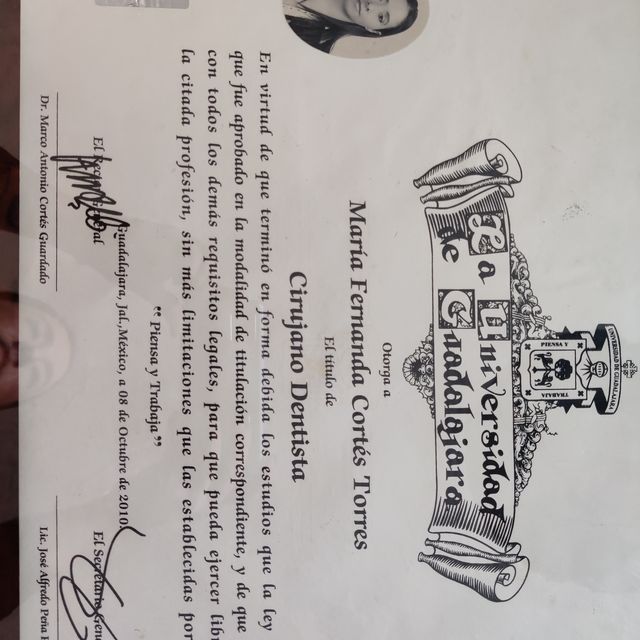 UNIVERSIDAD DE GUADALAJARA
PIENSA Y
TRABAJA
La Universidad
de Guadalajara
Otorga a
María Fernanda Cortés Torres
El título de
Cirujano Dentista
En virtud de que terminó en forma debida los estudios que la ley
que fue aprobado en la modalidad de titulación correspondiente, y de que
con todos los demás requisitos legales, para que pueda ejercer
la citada profesión, sin más limitaciones que las establecidas por
“Piensa y Trabaja”
Guadalajara, Jal., México, a 08 de Octubre de 2010
El
El Secretario
Dr. Marco Antonio Cortés Guardado
Lic. José Alfredo Peña